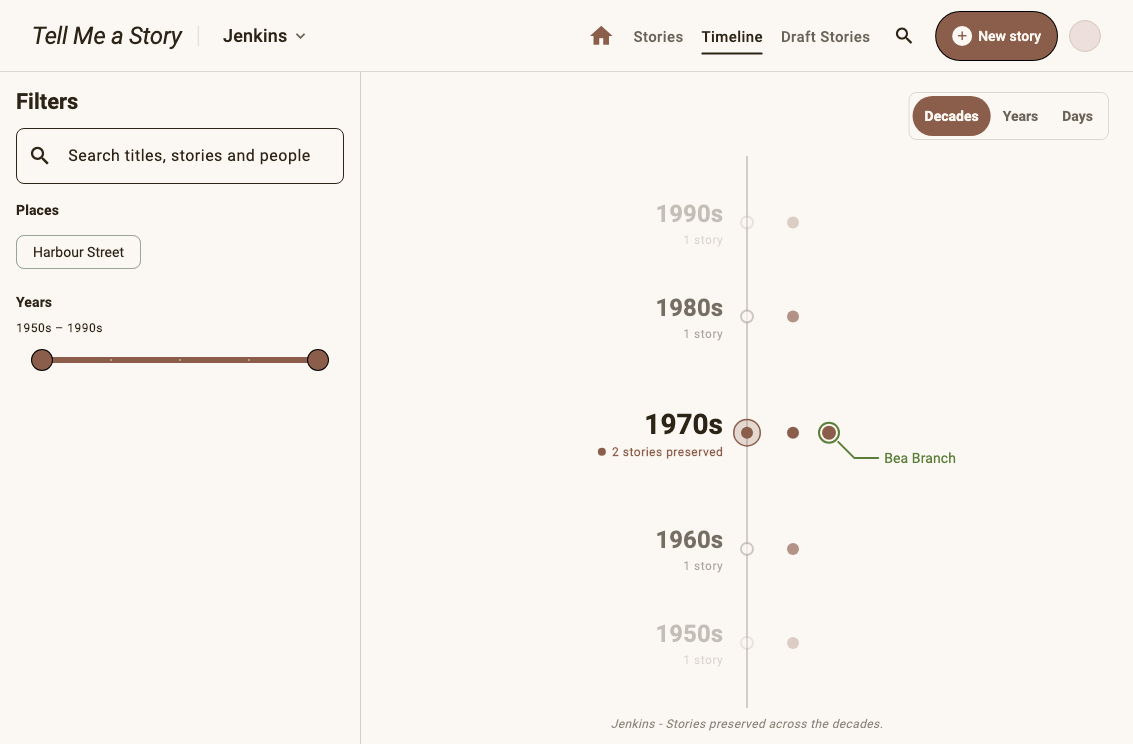 Tell Me a Story
Jenkins
Stories
Timeline
Draft Stories
New story
Filters
Search titles, stories and people
Places
Harbour Street
Years
1950s – 1990s
Decades
Years
Days
1990s
1 story
1980s
1 story
1970s
2 stories preserved
Bea Branch
1960s
1 story
1950s
1 story
Jenkins - Stories preserved across the decades.